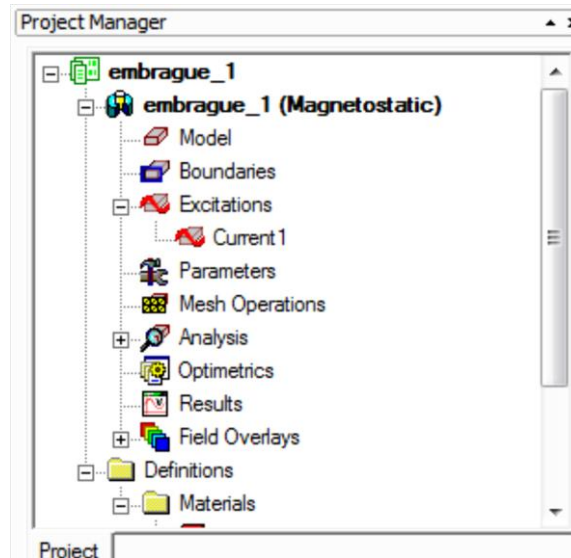 Project Manager
embrague_1
embrague_1 (Magnetostatic)
Model
Boundaries
Excitations
Current1
Parameters
Mesh Operations
Analysis
Optimetrics
Results
Field Overlays
Definitions
Materials
Project